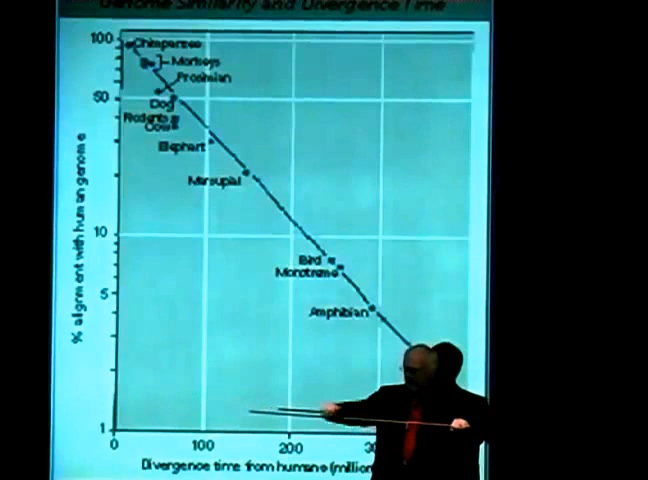 Genome Similarity and Divergence Time
100
Chimpanzee
Monkeys
Prosimian
50
Dog
Rodents
Cow
Elephant
Marsupial
10
Bird
Monotreme
5
Amphibian
1
0 100 200
% alignment with human genome
Divergence time from humans (million